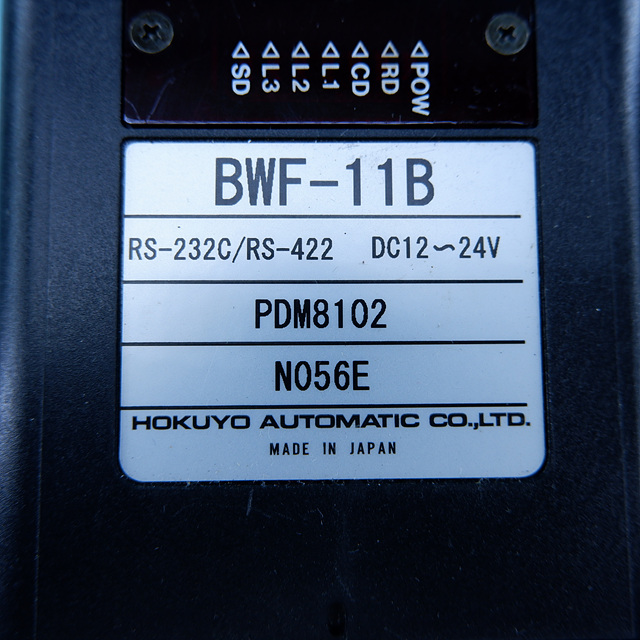 ◁SD
◁L3
◁L2
◁L1
◁CD
◁RD
◁POW
BWF-11B
RS-232C/RS-422 DC12〜24V
PDM8102
N056E
HOKUYO AUTOMATIC CO.,LTD.
MADE IN JAPAN